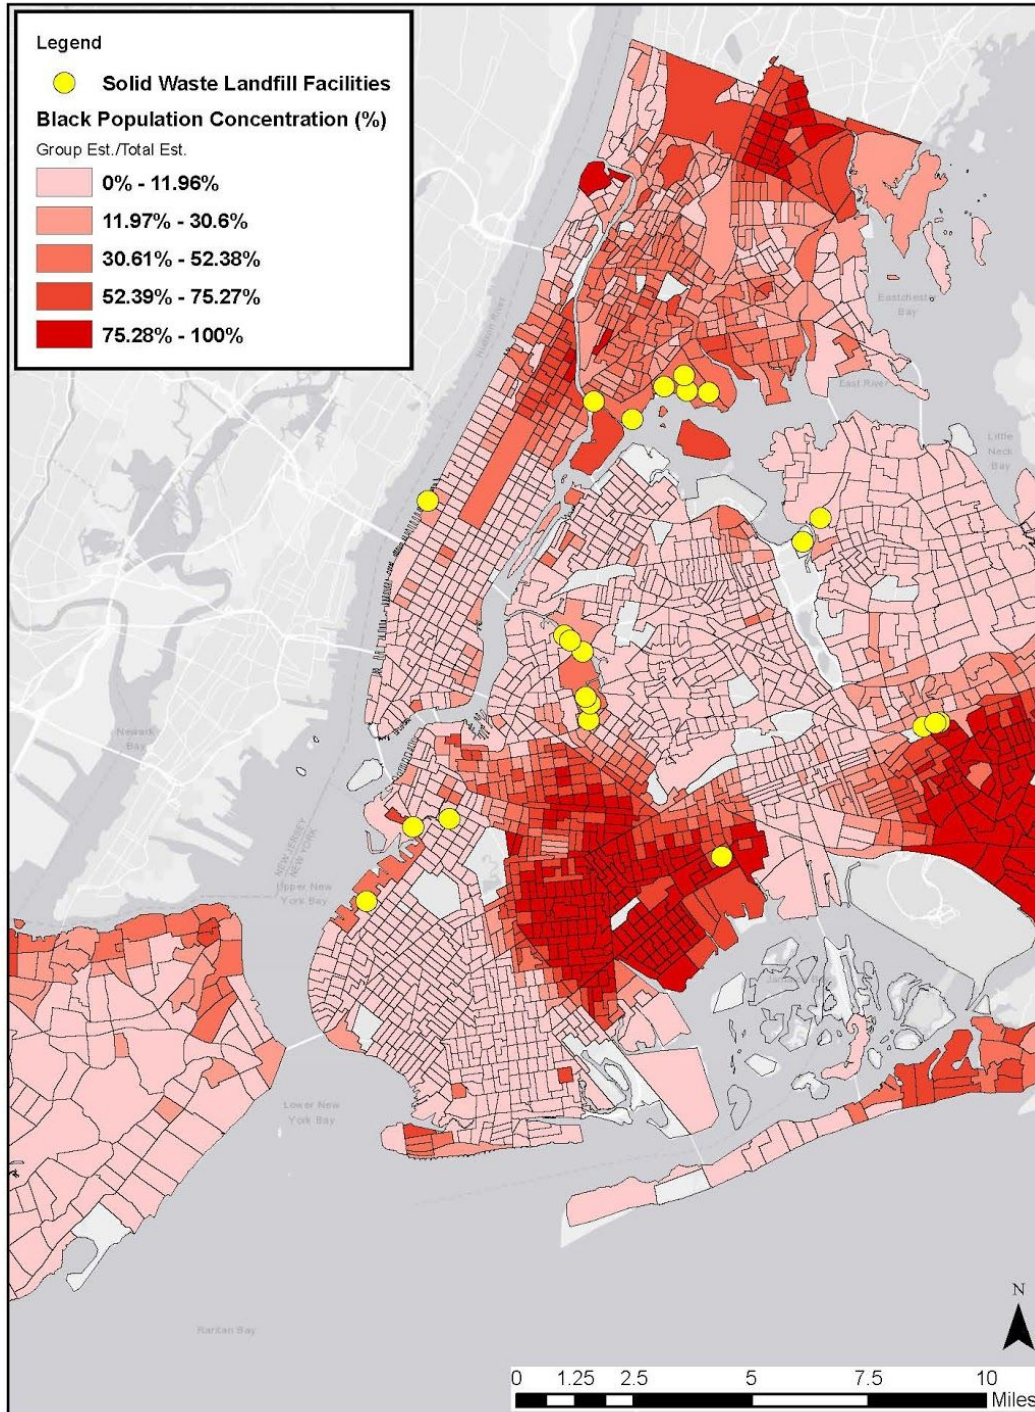 Legend
Solid Waste Landfill Facilities
Black Population Concentration (%)
Group Est./Total Est.
0% - 11.96%
11.97% - 30.6%
30.61% - 52.38%
52.39% - 75.27%
75.28% - 100%
Hudson River
Eastchester
Bay
East River
Little
Neck
Bay
Newark
Bay
NEW JERSEY
NEW YORK
Upper New
York Bay
Lower New
York Bay
Raritan Bay
N
0 1.25 2.5 5 7.5 10
Miles